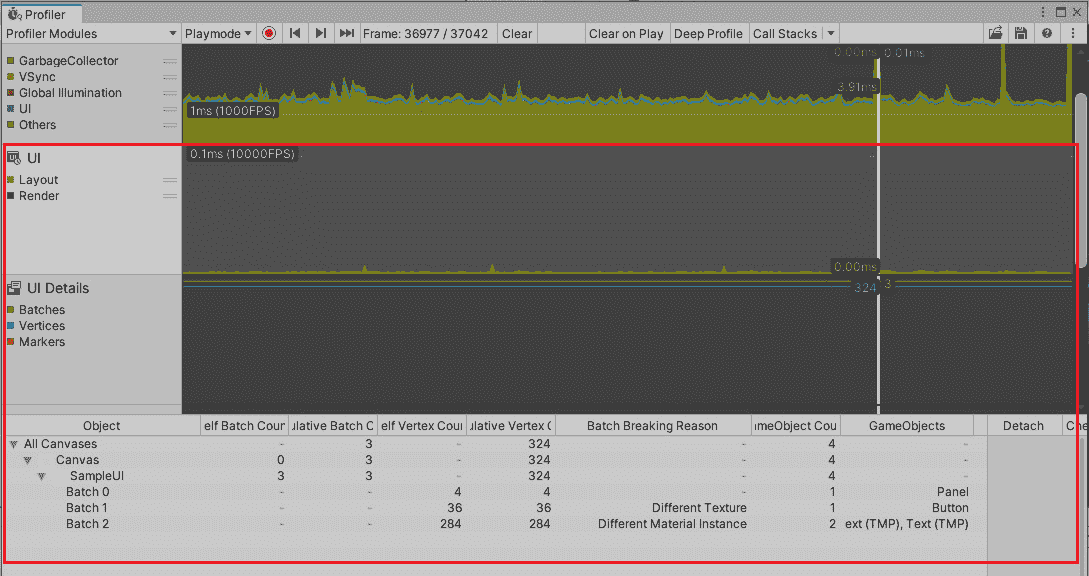 Profiler
Profiler Modules Playmode Frame: 36977 / 37042 Clear Clear on Play Deep Profile Call Stacks
GarbageCollector
VSync
Global Illumination
UI
Others
0.00ms 0.01ms
3.91ms
1ms (1000FPS)
UI
Layout
Render
0.1ms (10000FPS)
0.00ms
UI Details
Batches
Vertices
Markers
324 3
Object elf Batch Coun ulative Batch C elf Vertex Coun ulative Vertex C Batch Breaking Reason meObject Cou GameObjects Detach Che
All Canvases - 3 - 324 - 4
Canvas 0 3 - 324 - 4
SampleUI 3 3 - 324 - 4
Batch 0 - - 4 4 - 1 Panel
Batch 1 - - 36 36 Different Texture 1 Button
Batch 2 - - 284 284 Different Material Instance 2 ext (TMP), Text (TMP)